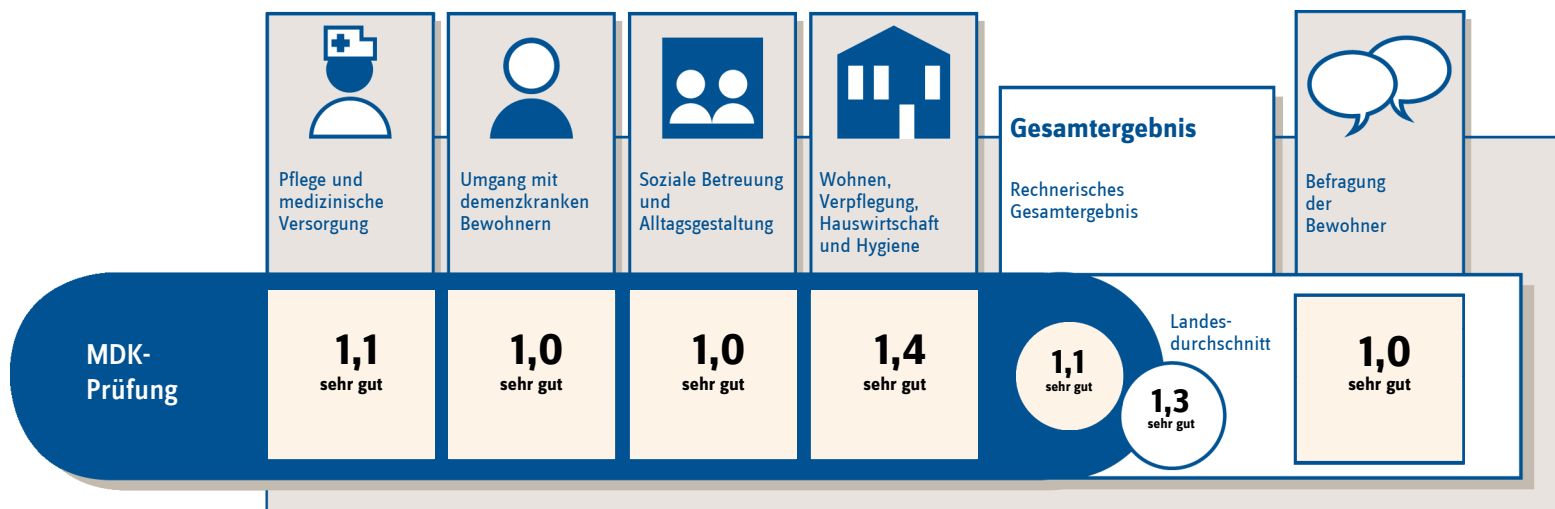 Pflege und
medizinische
Versorgung
Umgang mit
demenzkranken
Bewohnern
Soziale Betreuung
und
Alltagsgestaltung
Wohnen,
Verpflegung,
Hauswirtschaft
und Hygiene
Gesamtergebnis
Rechnerisches
Gesamtergebnis
Befragung
der
Bewohner
MDK-
Prüfung
1,1
sehr gut
1,0
sehr gut
1,0
sehr gut
1,4
sehr gut
1,1
sehr gut
Landes-
durchschnitt
1,3
sehr gut
1,0
sehr gut